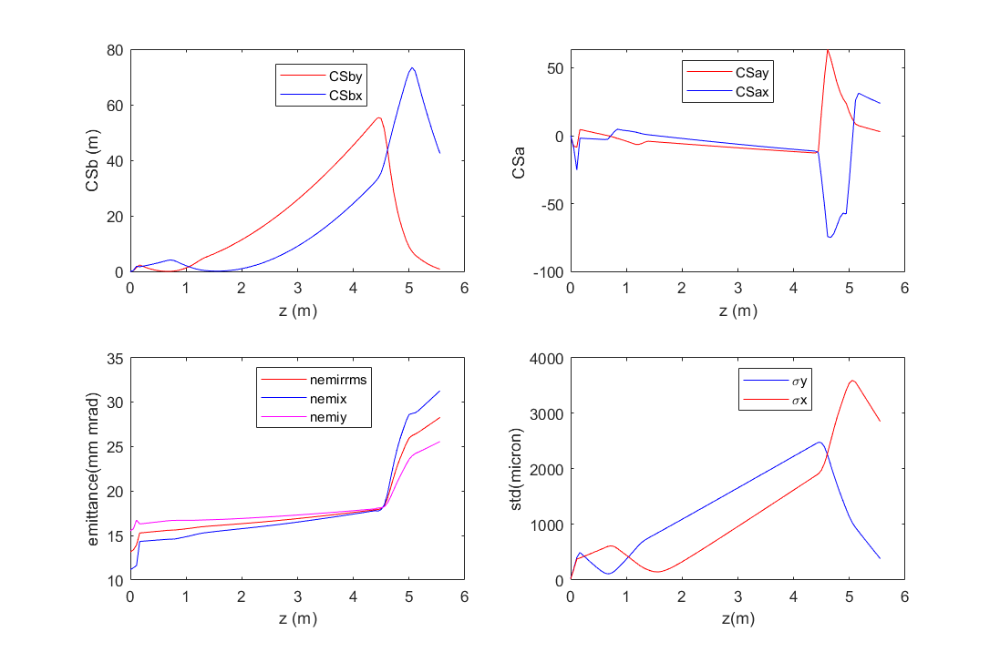 80
60
40
20
0
CSb (m)
CSby
CSbx
0 1 2 3 4 5 6
z (m)
50
0
-50
-100
CSa
CSay
CSax
0 1 2 3 4 5 6
z (m)
35
30
25
20
15
10
emittance(mm mrad)
nemirrms
nemix
nemiy
0 1 2 3 4 5 6
z (m)
4000
3000
2000
1000
0
std(micron)
σy
σx
0 1 2 3 4 5 6
z(m)